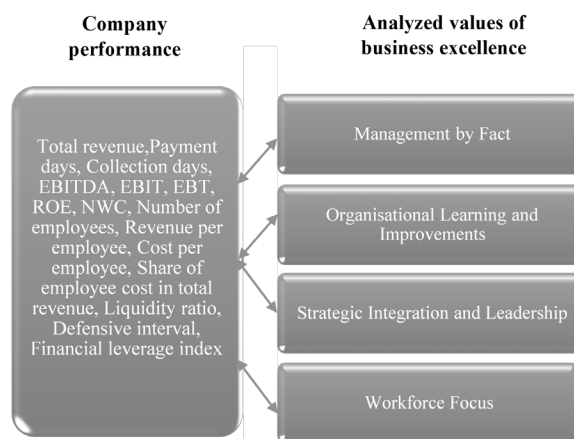 Company
performance
Analyzed values of
business excellence
Total revenue,Payment
days, Collection days,
EBITDA, EBIT, EBT,
ROE, NWC, Number of
employees, Revenue per
employee, Cost per
employee, Share of
employee cost in total
revenue, Liquidity ratio,
Defensive interval,
Financial leverage index
Management by Fact
Organisational Learning and
Improvements
Strategic Integration and Leadership
Workforce Focus